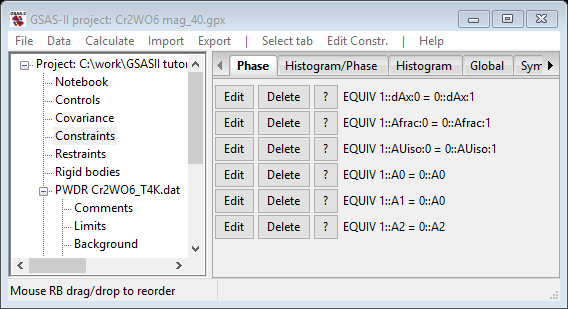 GSAS-II project: Cr2WO6 mag_40.gpx
File Data Calculate Import Export | Select tab Edit Constr. | Help
Project: C:\work\GSASII tutor
Notebook
Controls
Covariance
Constraints
Restraints
Rigid bodies
PWDR Cr2WO6_T4K.dat
Comments
Limits
Background
Phase Histogram/Phase Histogram Global Sym
Edit Delete ? EQUIV 1::dAx:0 = 0::dAx:1
Edit Delete ? EQUIV 1::Afrac:0 = 0::Afrac:1
Edit Delete ? EQUIV 1::AUiso:0 = 0::AUiso:1
Edit Delete ? EQUIV 1::A0 = 0::A0
Edit Delete ? EQUIV 1::A1 = 0::A0
Edit Delete ? EQUIV 1::A2 = 0::A2
Mouse RB drag/drop to reorder